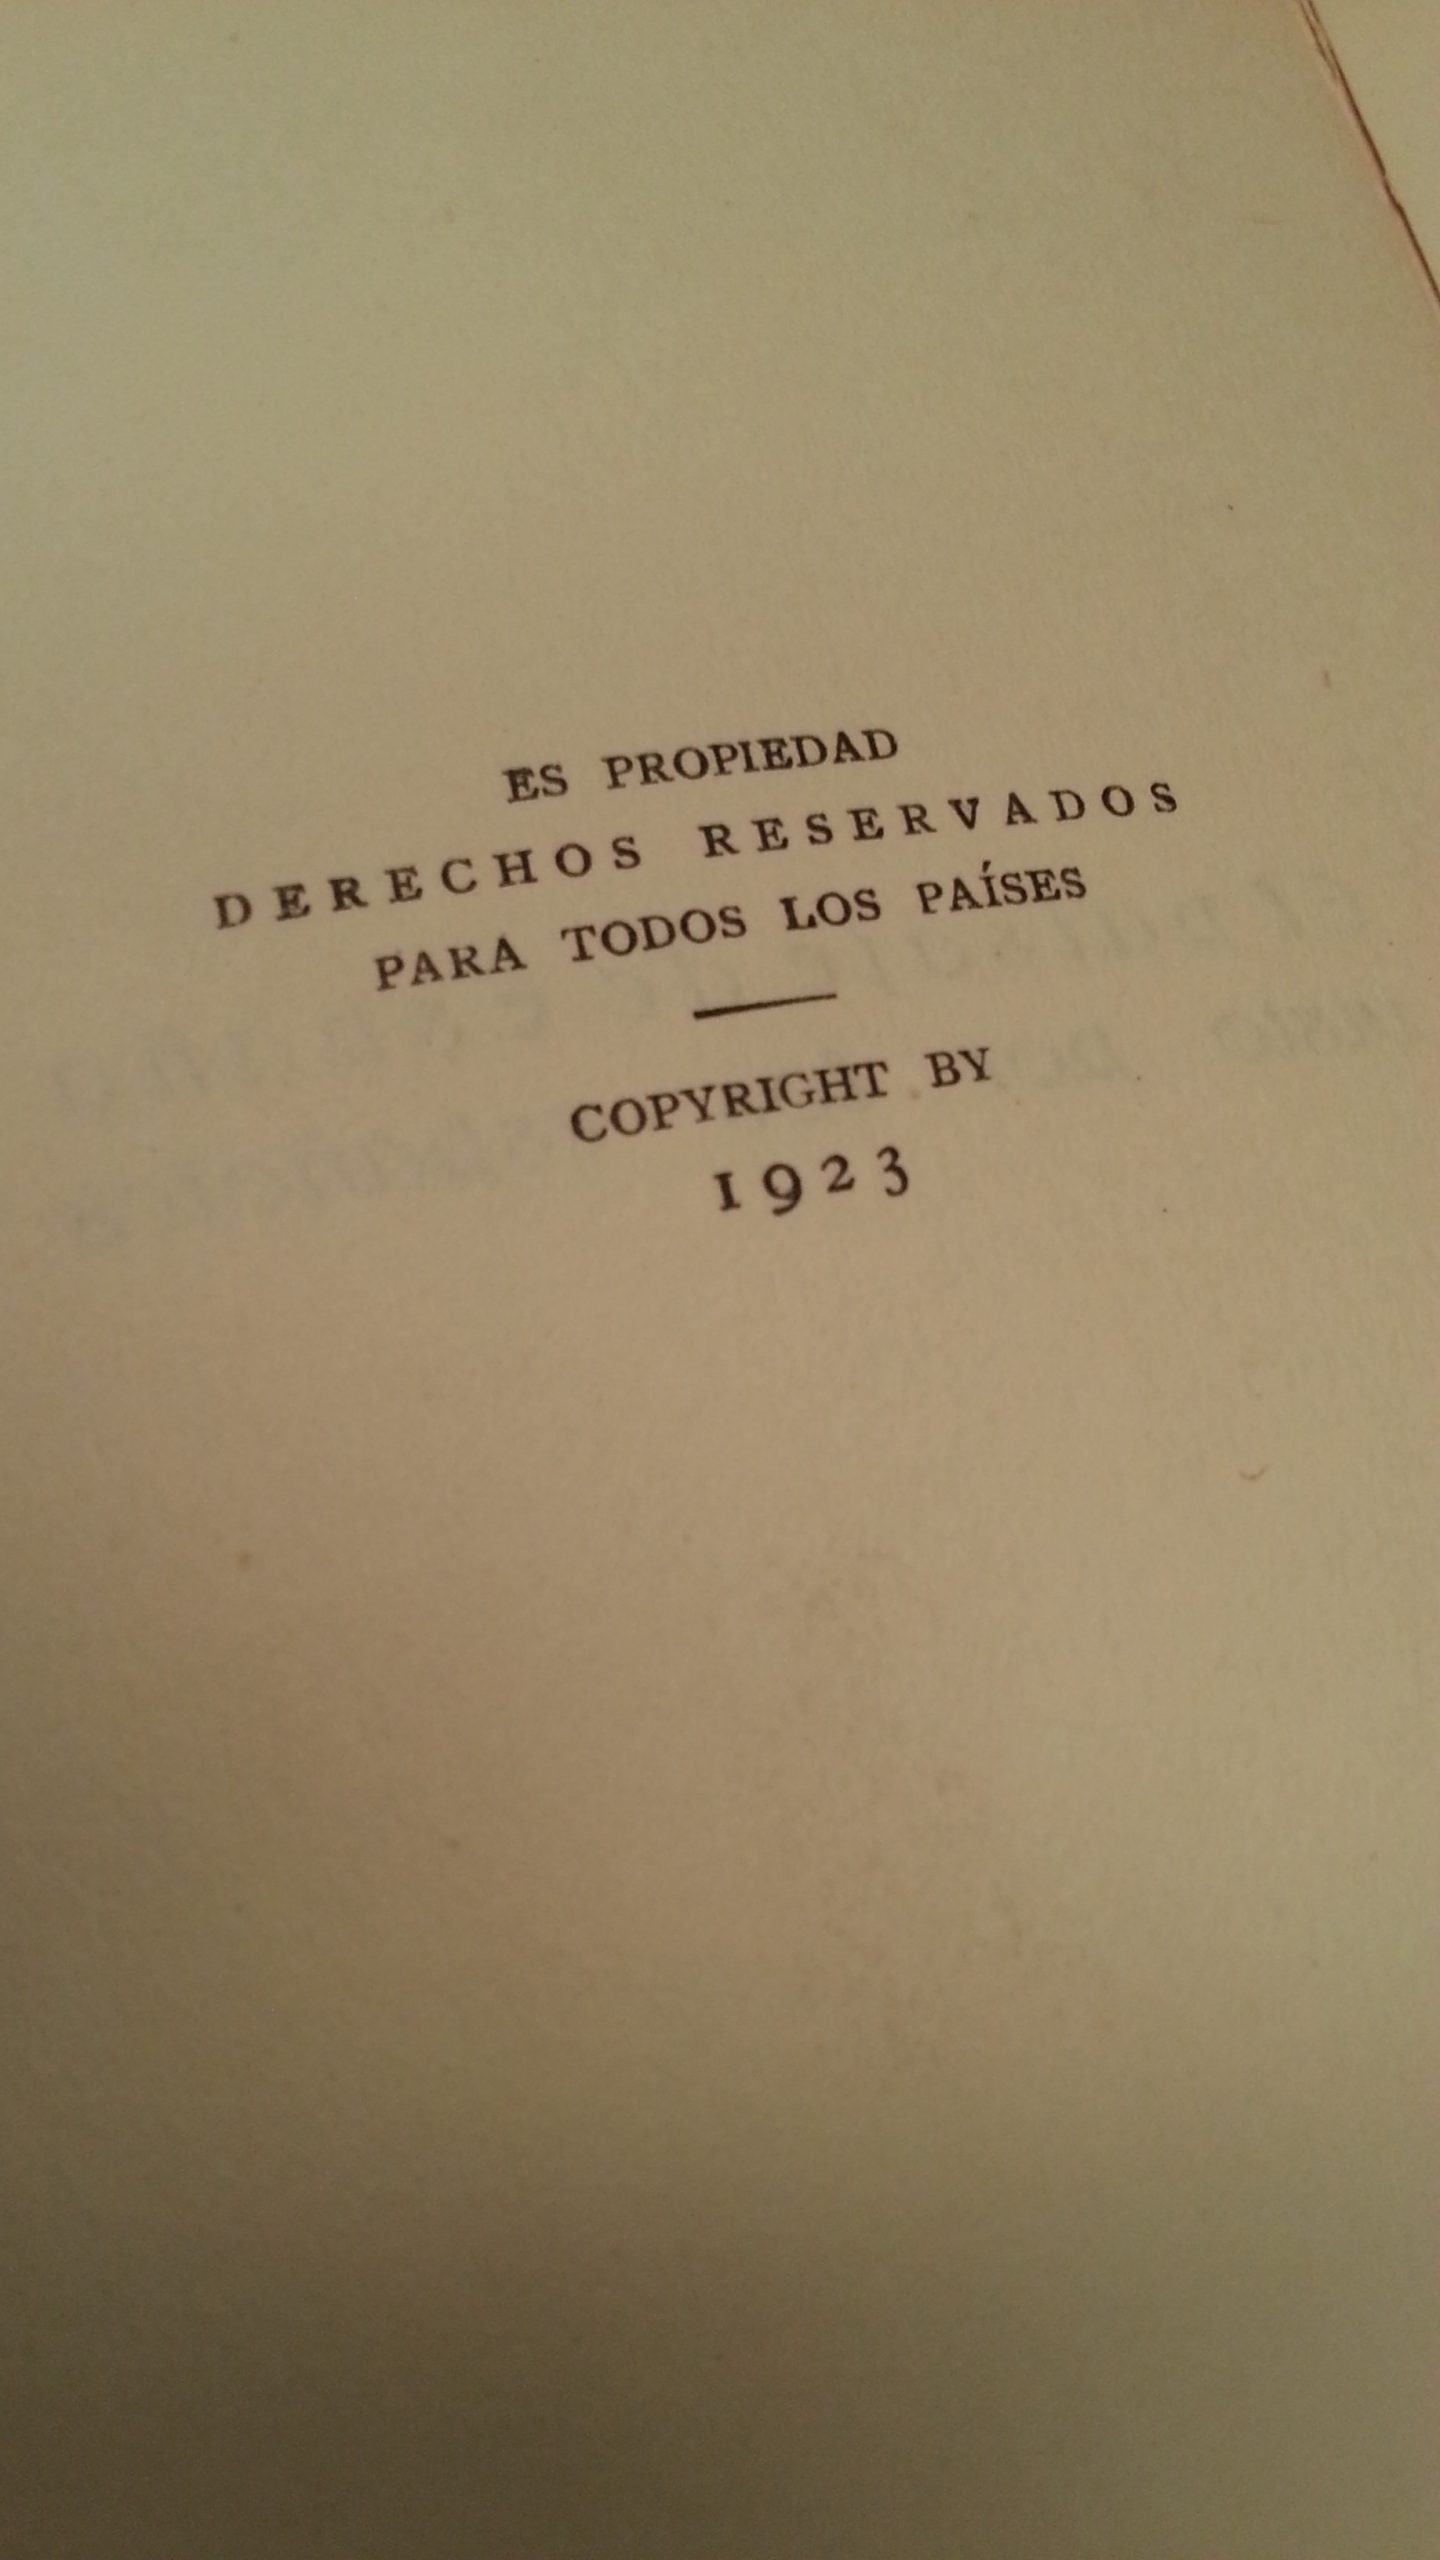 ES PROPIEDAD
DERECHOS RESERVADOS
PARA TODOS LOS PAÍSES
COPYRIGHT BY
1923